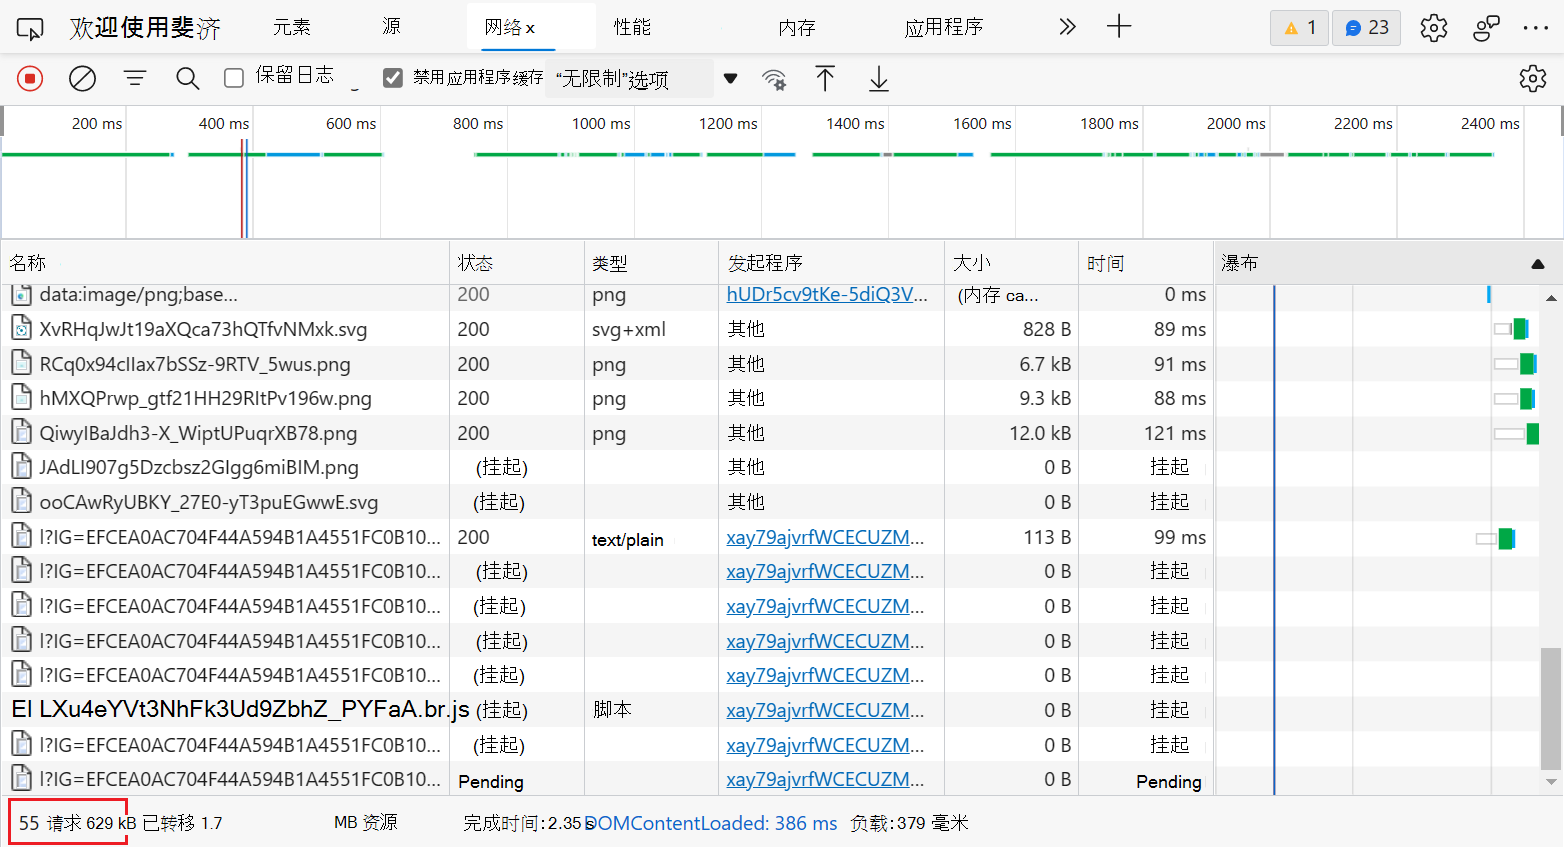 欢迎使用斐济 元素 源 网络 x 性能 内存 应用程序 1 23
保留日志 禁用应用程序缓存 “无限制”选项
200 ms 400 ms 600 ms 800 ms 1000 ms 1200 ms 1400 ms 1600 ms 1800 ms 2000 ms 2200 ms 2400 ms
名称 状态 类型 发起程序 大小 时间 瀑布
data:image/png;base... 200 png hUDr5cv9tKe-5diQ3V... (内存 ca... 0 ms
XvRHqJwJt19aXQca73hQTfvNMxk.svg 200 svg+xml 其他 828 B 89 ms
RCq0x94cIIax7bSSz-9RTV_5wus.png 200 png 其他 6.7 kB 91 ms
hMXQPrwp_gtf21HH29RItPv196w.png 200 png 其他 9.3 kB 88 ms
QiwyIBaJdh3-X_WiptUPuqrXB78.png 200 png 其他 12.0 kB 121 ms
JAdLI907g5Dzcbsz2GIgg6miBIM.png (挂起) 其他 0 B 挂起
ooCAwRyUBKY_27E0-yT3puEGwwE.svg (挂起) 其他 0 B 挂起
l?IG=EFCEA0AC704F44A594B1A4551FC0B10... 200 text/plain xay79ajvrfWCECUZM... 113 B 99 ms
l?IG=EFCEA0AC704F44A594B1A4551FC0B10... (挂起) xay79ajvrfWCECUZM... 0 B 挂起
l?IG=EFCEA0AC704F44A594B1A4551FC0B10... (挂起) xay79ajvrfWCECUZM... 0 B 挂起
l?IG=EFCEA0AC704F44A594B1A4551FC0B10... (挂起) xay79ajvrfWCECUZM... 0 B 挂起
l?IG=EFCEA0AC704F44A594B1A4551FC0B10... (挂起) xay79ajvrfWCECUZM... 0 B 挂起
El LXu4eYVt3NhFk3Ud9ZbhZ_PYFaA.br.js (挂起) 脚本 xay79ajvrfWCECUZM... 0 B 挂起
l?IG=EFCEA0AC704F44A594B1A4551FC0B10... (挂起) xay79ajvrfWCECUZM... 0 B 挂起
l?IG=EFCEA0AC704F44A594B1A4551FC0B10... Pending xay79ajvrfWCECUZM... 0 B Pending
55 请求 629 kB 已转移 1.7 MB 资源 完成时间:2.35 s DOMContentLoaded: 386 ms 负载:379 毫米